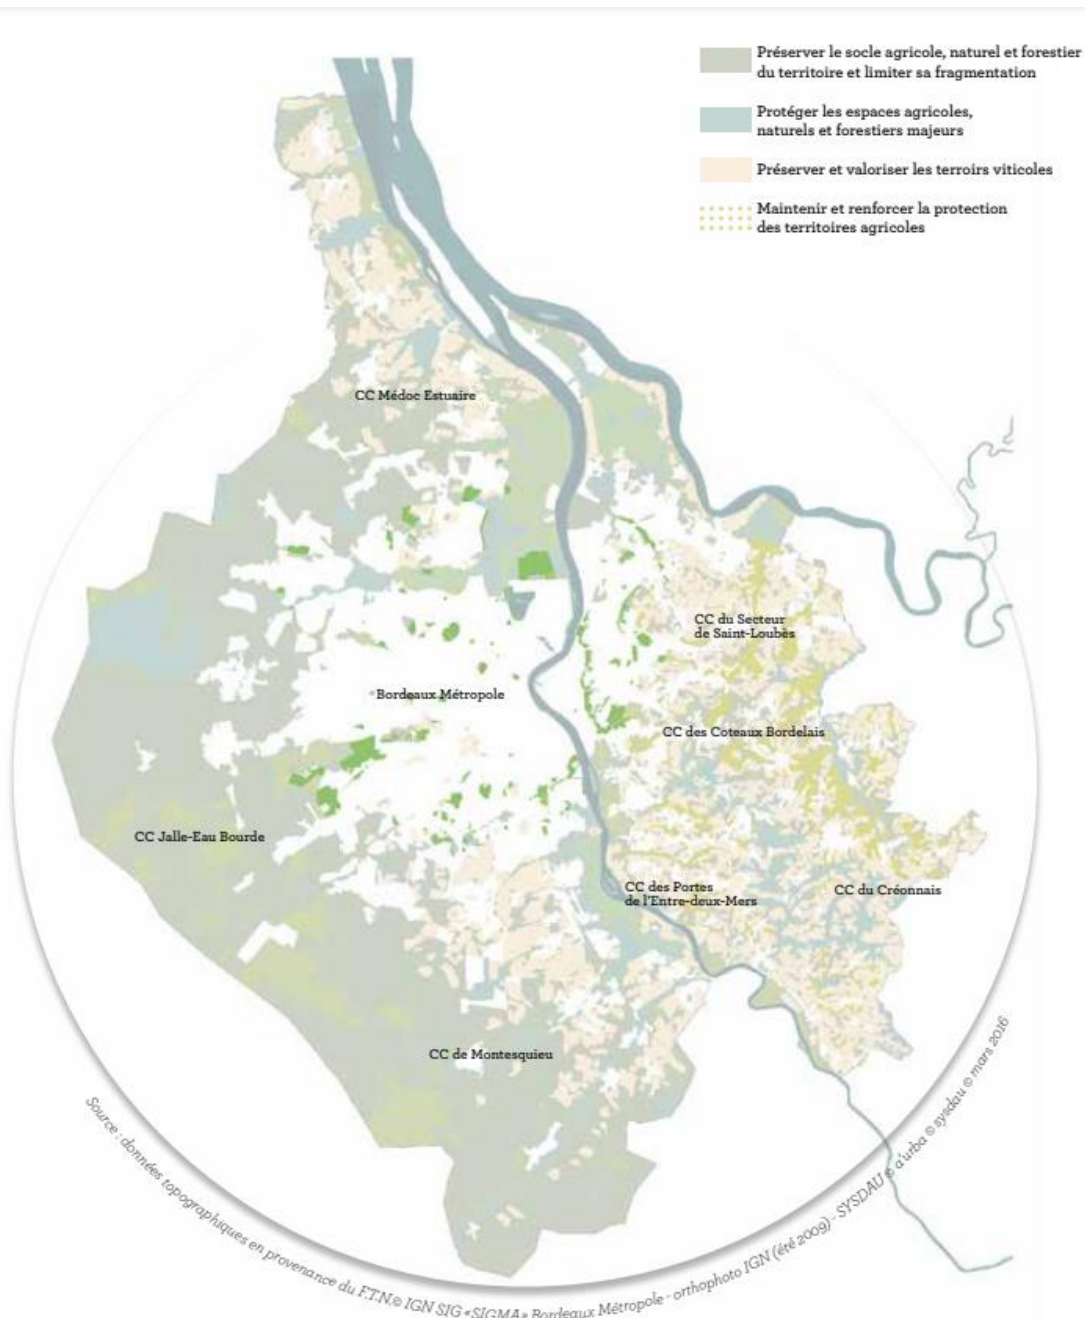 Préserver le socle agricole, naturel et forestier
du territoire et limiter sa fragmentation
Protéger les espaces agricoles,
naturels et forestiers majeurs
Préserver et valoriser les terroirs viticoles
Maintenir et renforcer la protection
des territoires agricoles
CC Médoc Estuaire
CC du Secteur
de Saint-Loubès
Bordeaux Métropole
CC des Coteaux Bordelais
CC Jalle-Eau Bourde
CC des Portes
de l'Entre-deux-Mers
CC du Créonnais
CC de Montesquieu
Source : données topographiques en provenance du F.T.N.© IGN SIG «SIGMA» Bordeaux Métropole - orthophoto IGN (été 2009) - SYSDAU © a'urba © sysdau © mars 2016